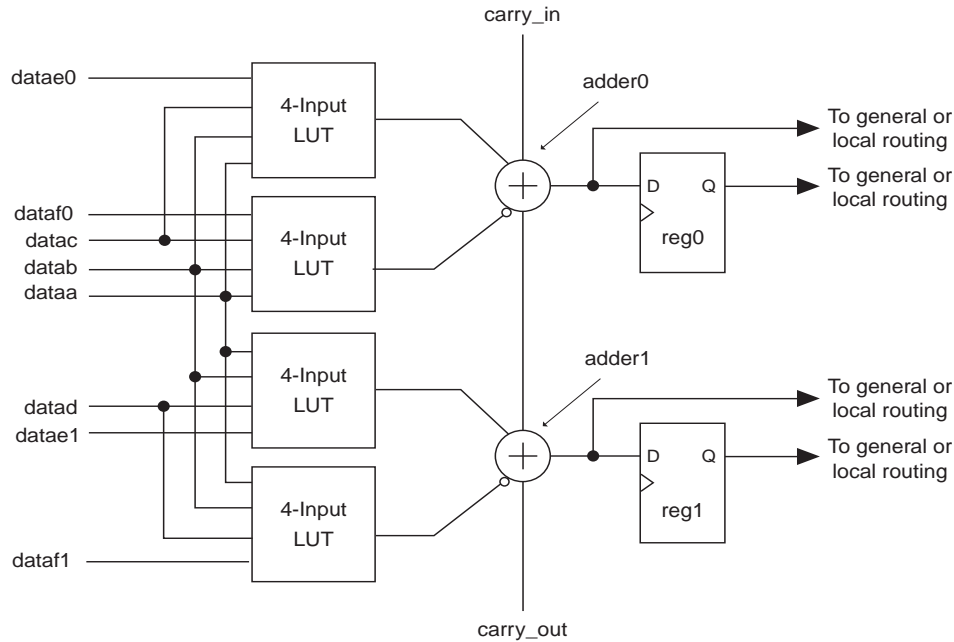 carry_in
datae0
4-Input
LUT
adder0
To general or
local routing
D Q
reg0
To general or
local routing
dataf0
datac
datab
dataa
4-Input
LUT
4-Input
LUT
adder1
To general or
local routing
datad
datae1
D Q
reg1
To general or
local routing
4-Input
LUT
dataf1
carry_out